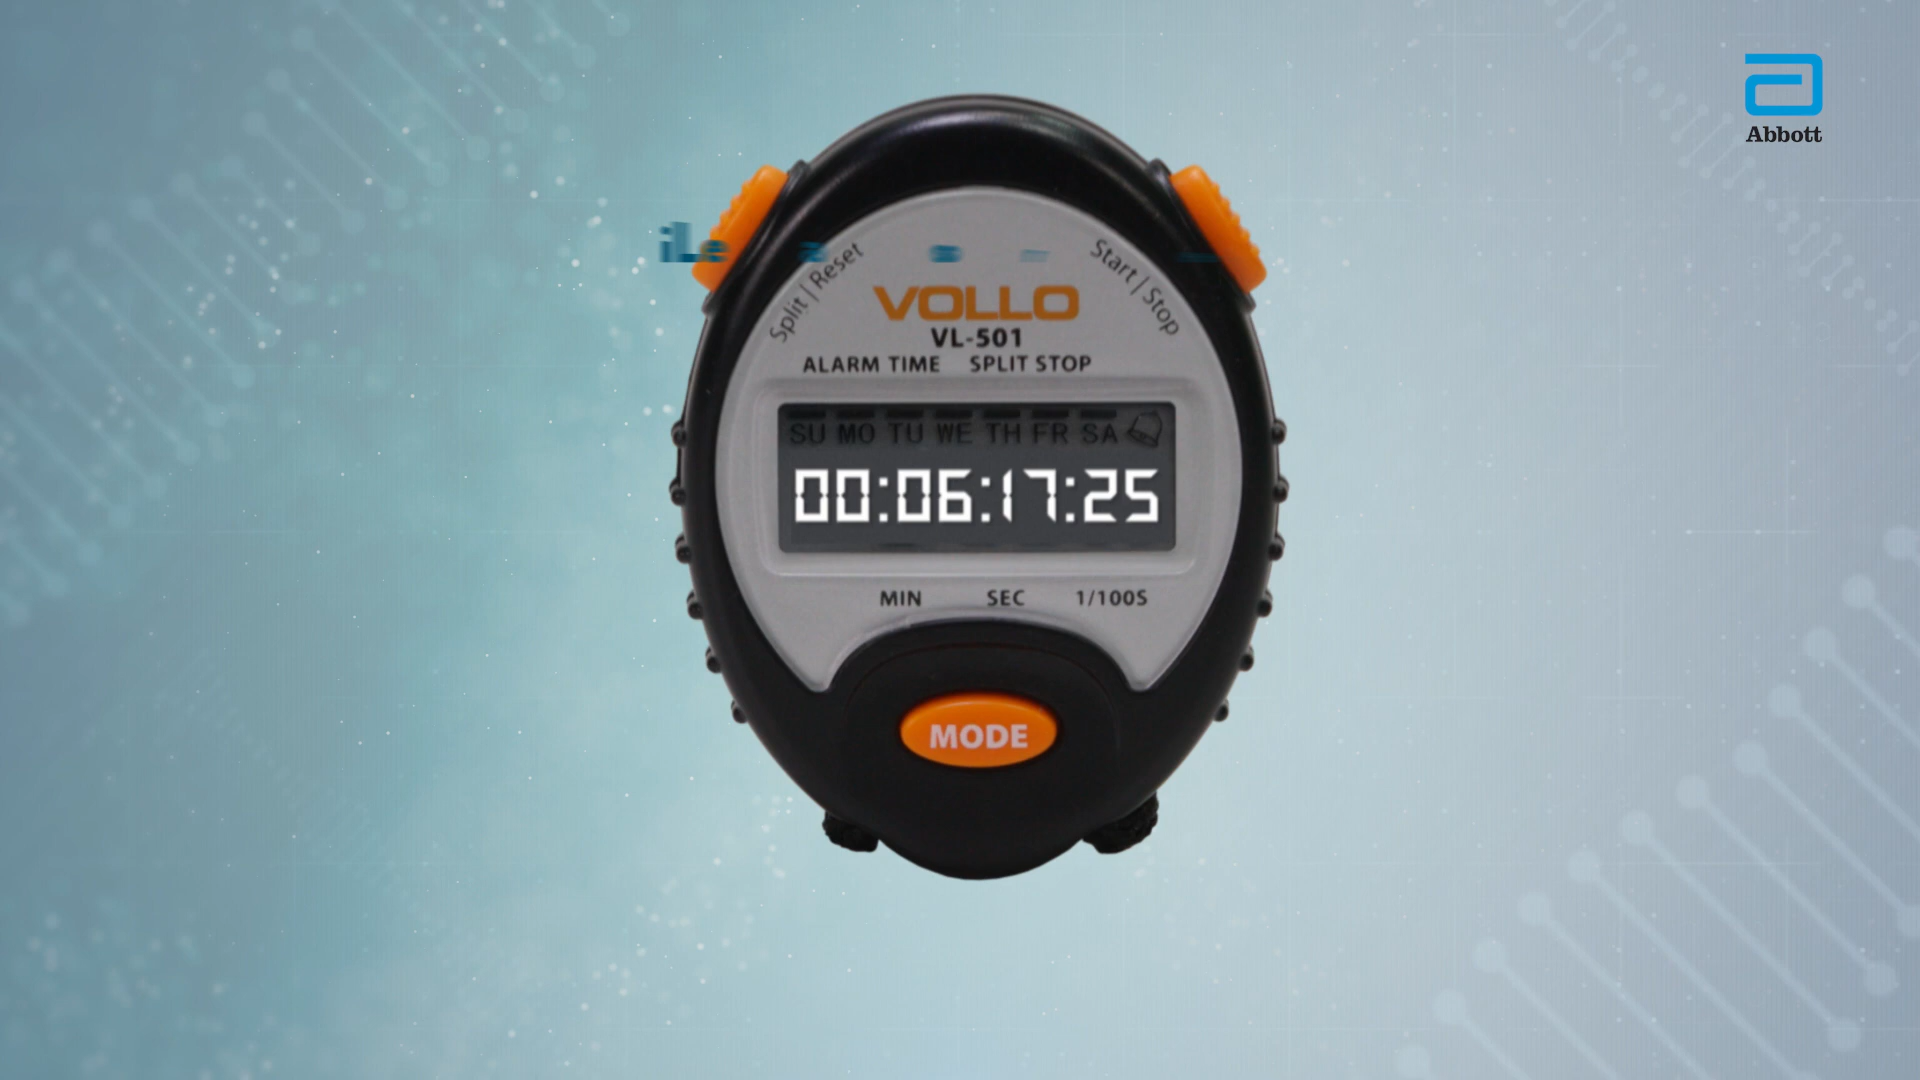 Abbott
Split | Reset
Start | Stop
VOLLO
VL-501
ALARM TIME SPLIT STOP
SU MO TU WE TH FR SA
00:06:17:25
MIN SEC 1/100S
MODE